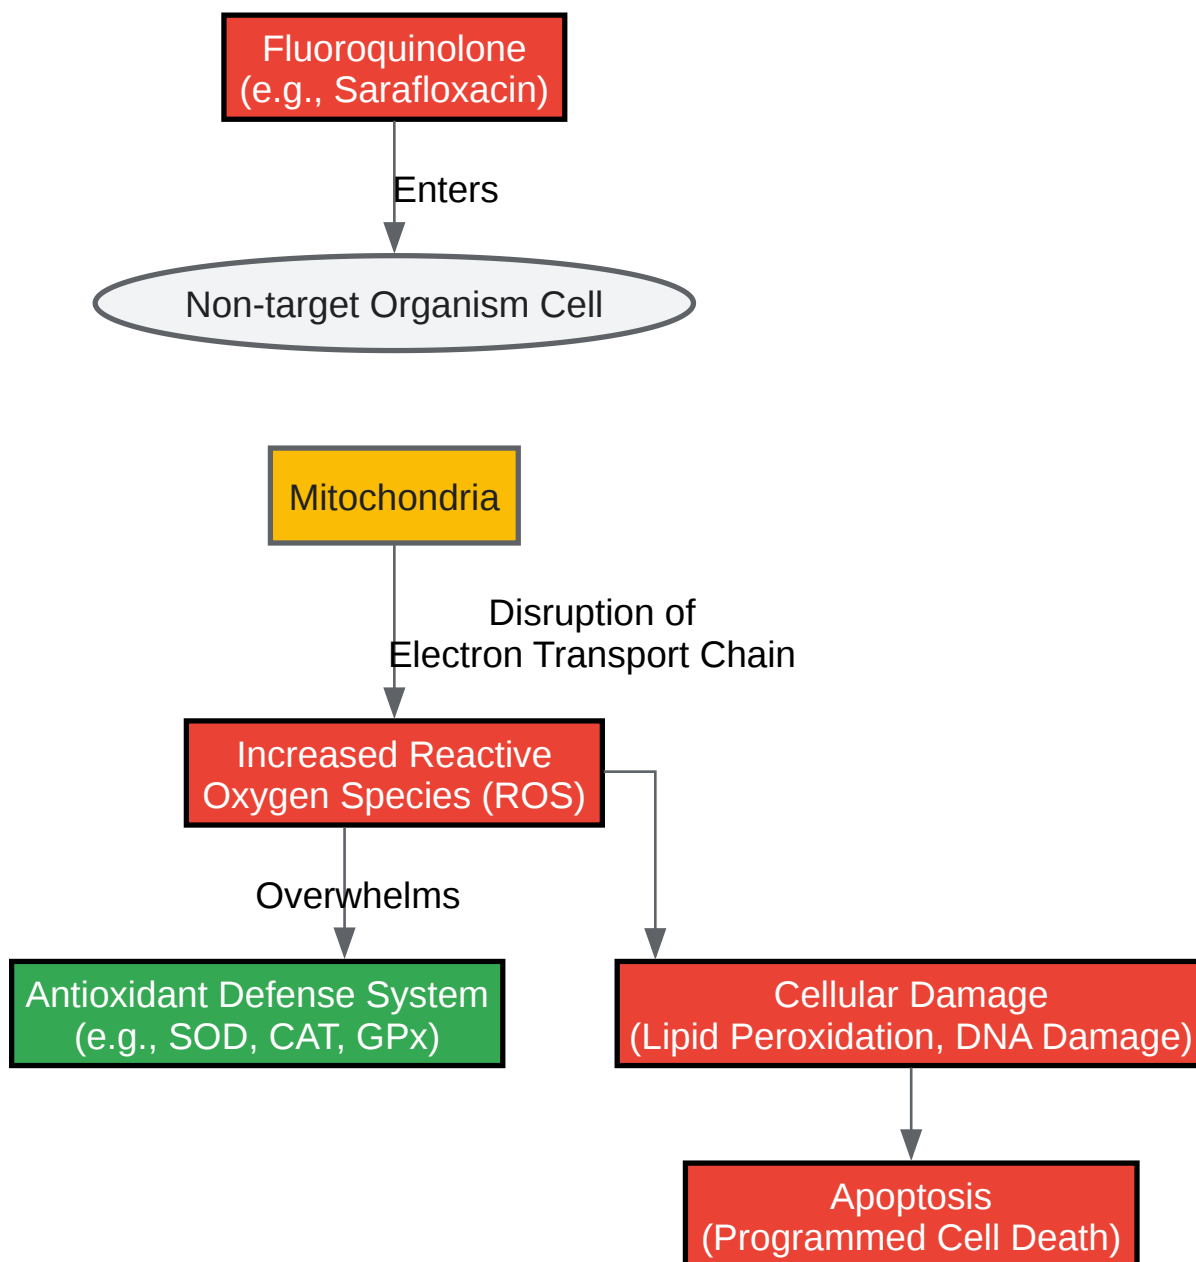 Fluoroquinolone
(e.g., Sarafloxacin)
Enters
Non-target Organism Cell
Mitochondria
Disruption of
Electron Transport Chain
Increased Reactive
Oxygen Species (ROS)
Overwhelms
Antioxidant Defense System
(e.g., SOD, CAT, GPx)
Cellular Damage
(Lipid Peroxidation, DNA Damage)
Apoptosis
(Programmed Cell Death)